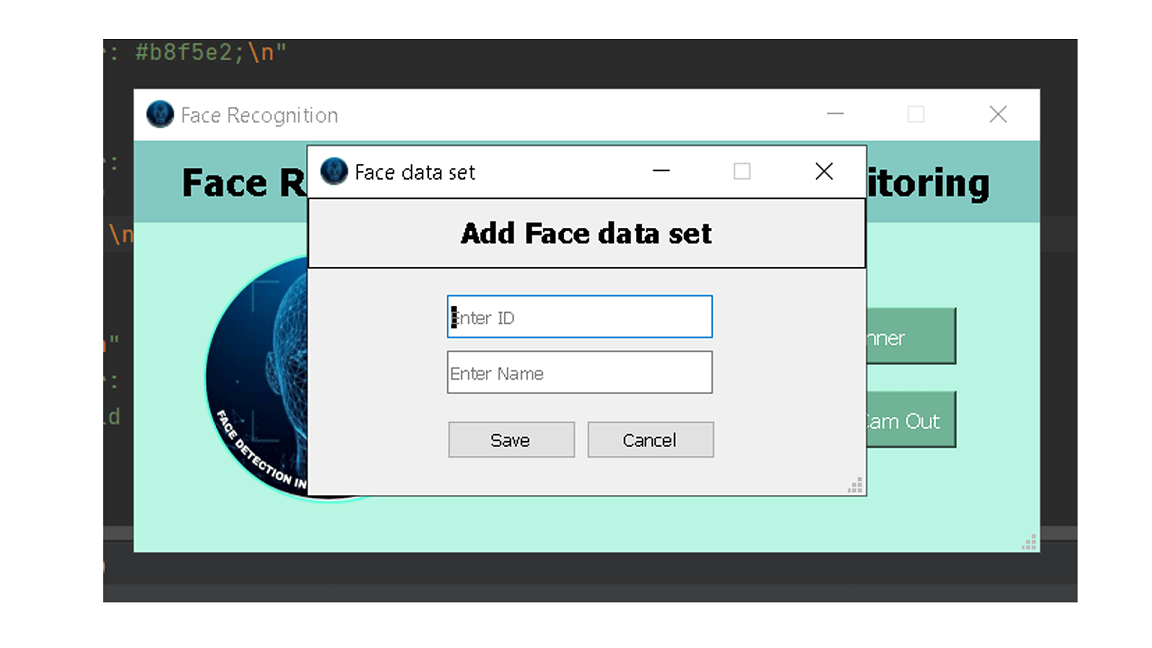 : #b8f5e2;\n"
Face Recognition
:
Face data set
Face R
itoring
Add Face data set
\n
Enter ID
"
nner
Enter Name
:
d
Cam Out
FACE DETECTION IN
Save
Cancel